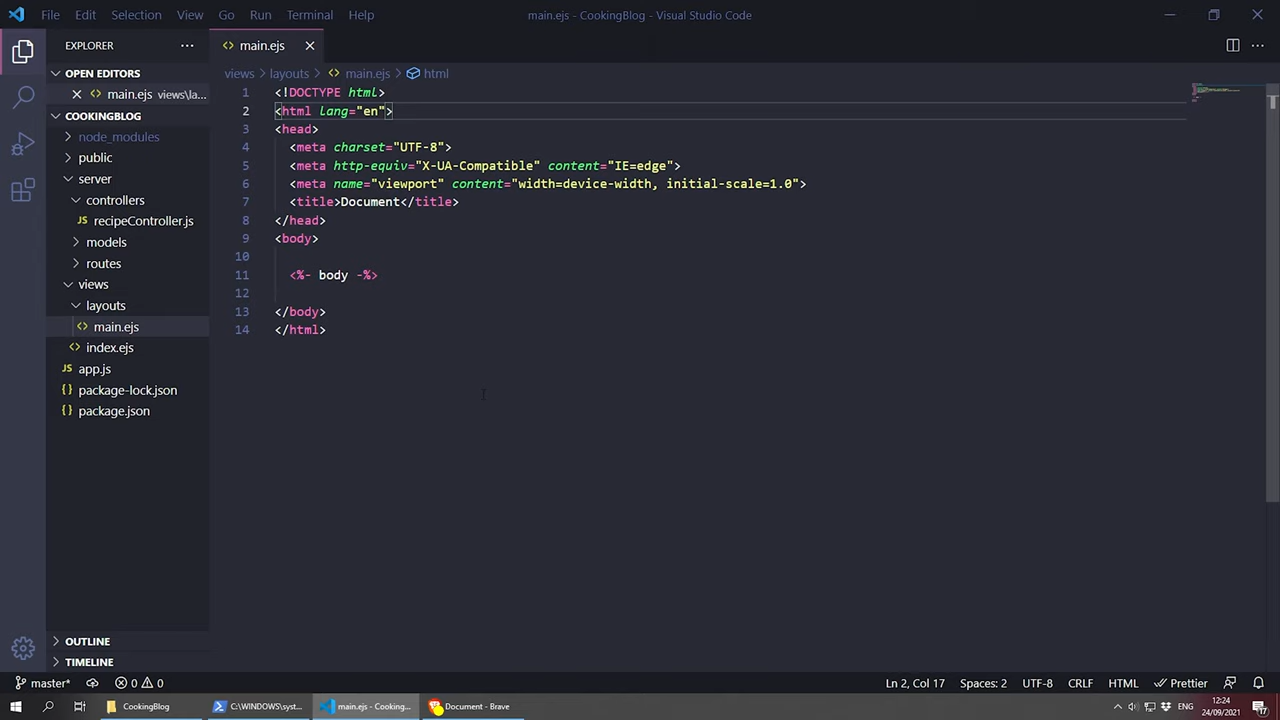 File Edit Selection View Go Run Terminal Help
main.ejs - CookingBlog - Visual Studio Code
EXPLORER
OPEN EDITORS
main.ejs views\la...
COOKINGBLOG
node_modules
public
server
controllers
recipeController.js
models
routes
views
layouts
main.ejs
index.ejs
app.js
package-lock.json
package.json
OUTLINE
TIMELINE
main.ejs
views > layouts > main.ejs > html
1 <!DOCTYPE html>
2 <html lang="en">
3 <head>
4 <meta charset="UTF-8">
5 <meta http-equiv="X-UA-Compatible" content="IE=edge">
6 <meta name="viewport" content="width=device-width, initial-scale=1.0">
7 <title>Document</title>
8 </head>
9 <body>
10
11 <%- body -%>
12
13 </body>
14 </html>
master* 0 0 Ln 2, Col 17 Spaces: 2 UTF-8 CRLF HTML Prettier
CookingBlog C:\WINDOWS\syst... main.ejs - Cooking... Document - Brave ENG 12:24
24/09/2021